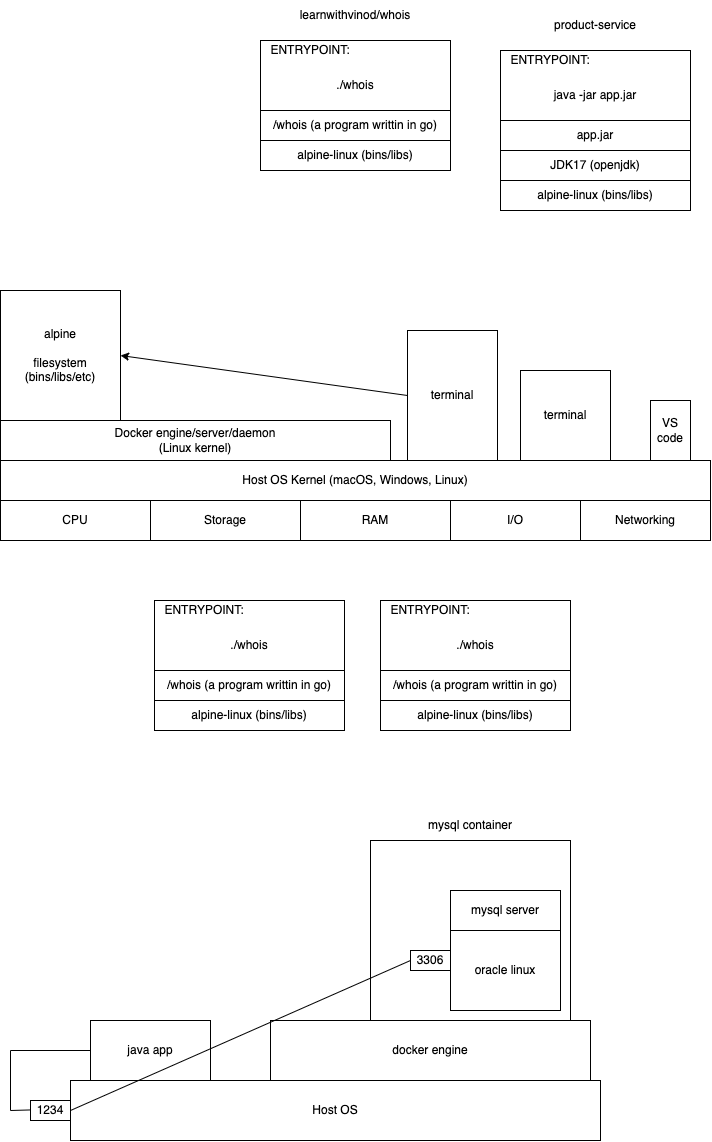 learnwithvinod/whois
product-service
ENTRYPOINT:
./whois
/whois (a program writtin in go)
alpine-linux (bins/libs)
ENTRYPOINT:
java -jar app.jar
app.jar
JDK17 (openjdk)
alpine-linux (bins/libs)
alpine
filesystem
(bins/libs/etc)
terminal
terminal
VS
code
Docker engine/server/daemon
(Linux kernel)
Host OS Kernel (macOS, Windows, Linux)
CPU
Storage
RAM
I/O
Networking
ENTRYPOINT:
./whois
/whois (a program writtin in go)
alpine-linux (bins/libs)
ENTRYPOINT:
./whois
/whois (a program writtin in go)
alpine-linux (bins/libs)
mysql container
mysql server
3306
oracle linux
java app
docker engine
1234
Host OS